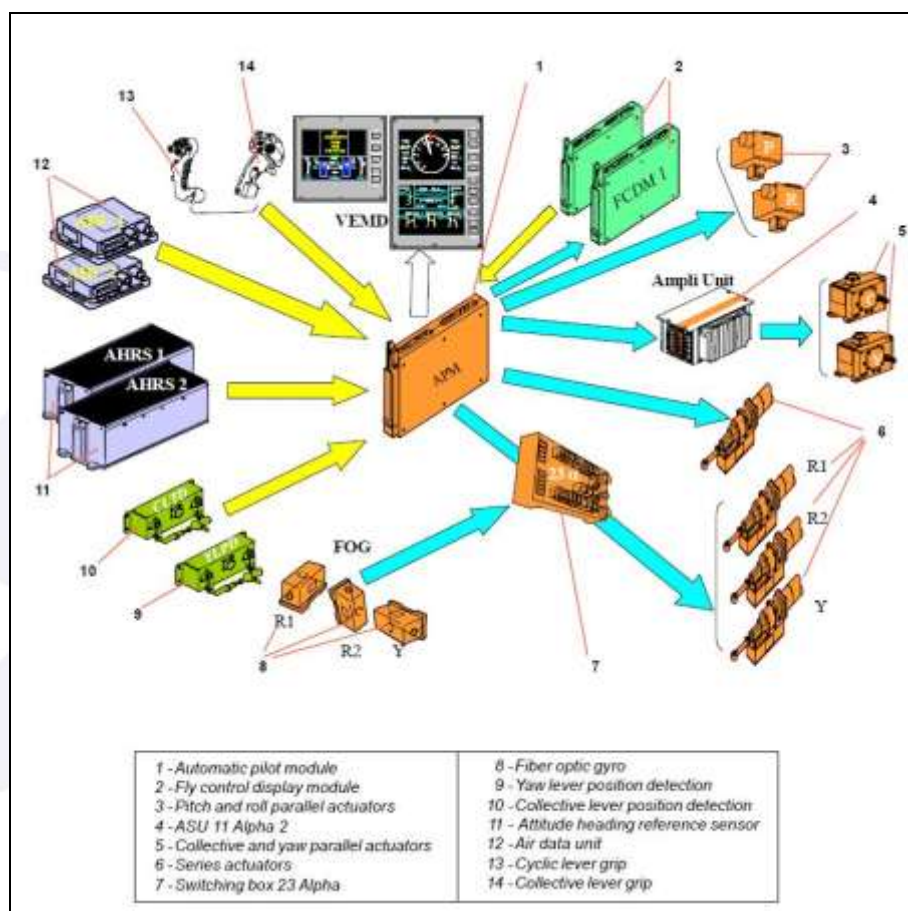 14
1
2
13
12
3
FCDM 1
P
R
4
VEMD
5
Ampli Unit
AHRS 1
APM
AHRS 2
6
R1
R2
11
10
FOG
9
R1
Y
8
R2
Y
7
1 - Automatic pilot module
2 - Fly control display module
3 - Pitch and roll parallel actuators
4 - ASU 11 Alpha 2
5 - Collective and yaw parallel actuators
6 - Series actuators
7 - Switching box 23 Alpha
8 - Fiber optic gyro
9 - Yaw lever position detection
10 - Collective lever position detection
11 - Attitude heading reference sensor
12 - Air data unit
13 - Cyclic lever grip
14 - Collective lever grip